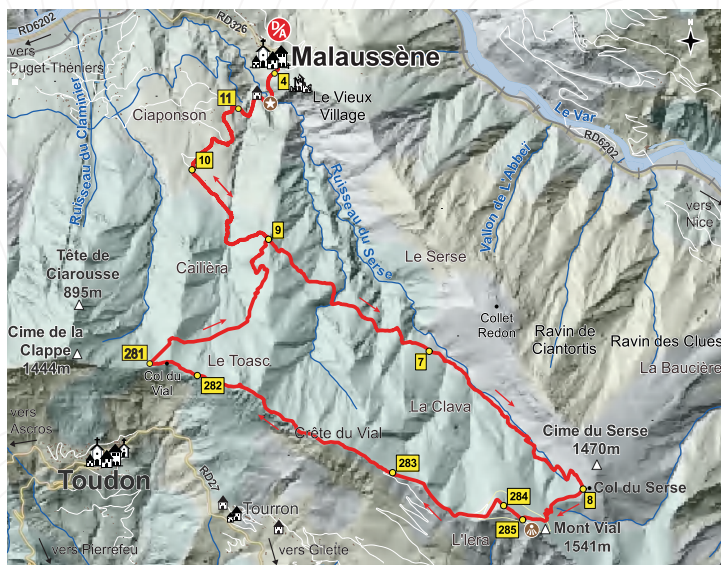 RD6202
RD326
D/A
N
vers
Puget-Théniers
Malaussène
4
11
Le Vieux
Village
Ciaponson
Le Var
RD6202
10
Ruisseau du Claminier
Ruisseau du Serse
Vallon de L'Abbeï
vers
Nice
9
Le Serse
Tête de
Ciarousse
895m
Cailièra
Collet
Redon
Ravin de
Ciantortis
Ravin des Clues
Cime de la
Clappe
1444m
281
Col du
Vial
Le Toasc
282
7
La Baucière
La Clava
vers
Ascros
Crête du Vial
Cime du Serse
1470m
Toudon
283
RD27
8
Col du Serse
Tourron
284
285
L'Iera
Mont Vial
1541m
vers Pierrefeu
vers Gilette